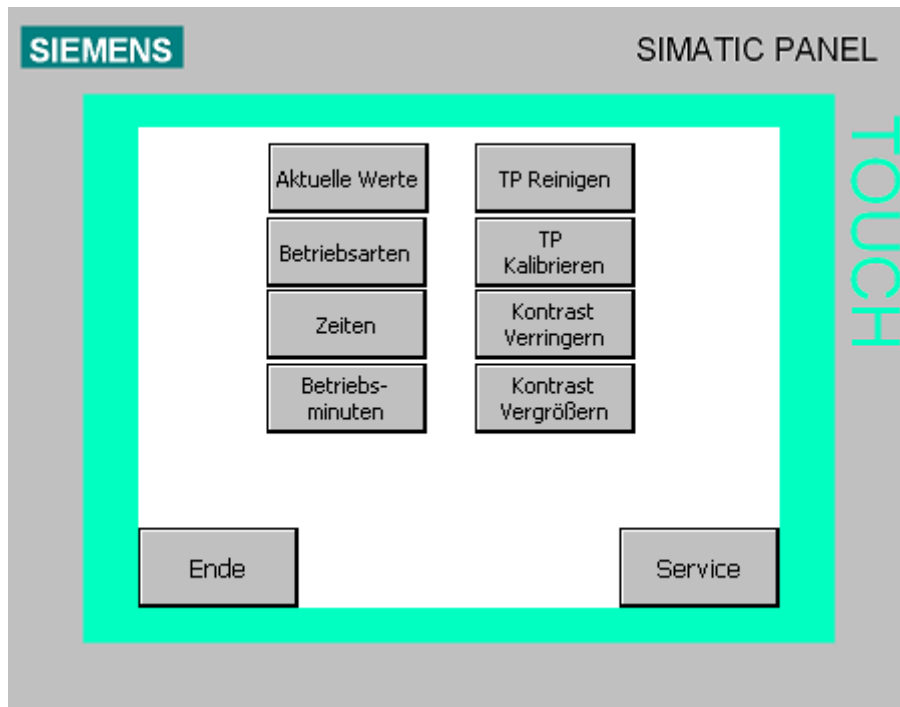 SIEMENS
SIMATIC PANEL
TOUCH
Aktuelle Werte
TP Reinigen
Betriebsarten
TP
Kalibrieren
Zeiten
Kontrast
Verringern
Betriebs-
minuten
Kontrast
Vergrößern
Ende
Service